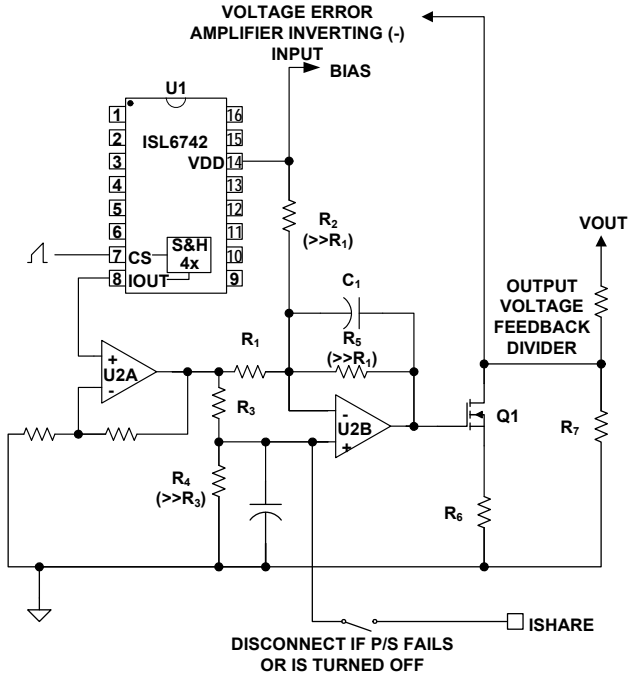 VOLTAGE ERROR
AMPLIFIER INVERTING (-)
INPUT
BIAS
U1
1
16
2
ISL6742
15
3
VDD
14
4
13
5
12
6
S&H
11
7
CS
4x
10
8
IOUT
9
R2
(>>R1)
VOUT
C1
OUTPUT
VOLTAGE
FEEDBACK
DIVIDER
R1
R5
(>>R1)
+
U2A
-
R3
-
U2B
+
Q1
R7
R4
(>>R3)
R6
ISHARE
DISCONNECT IF P/S FAILS
OR IS TURNED OFF